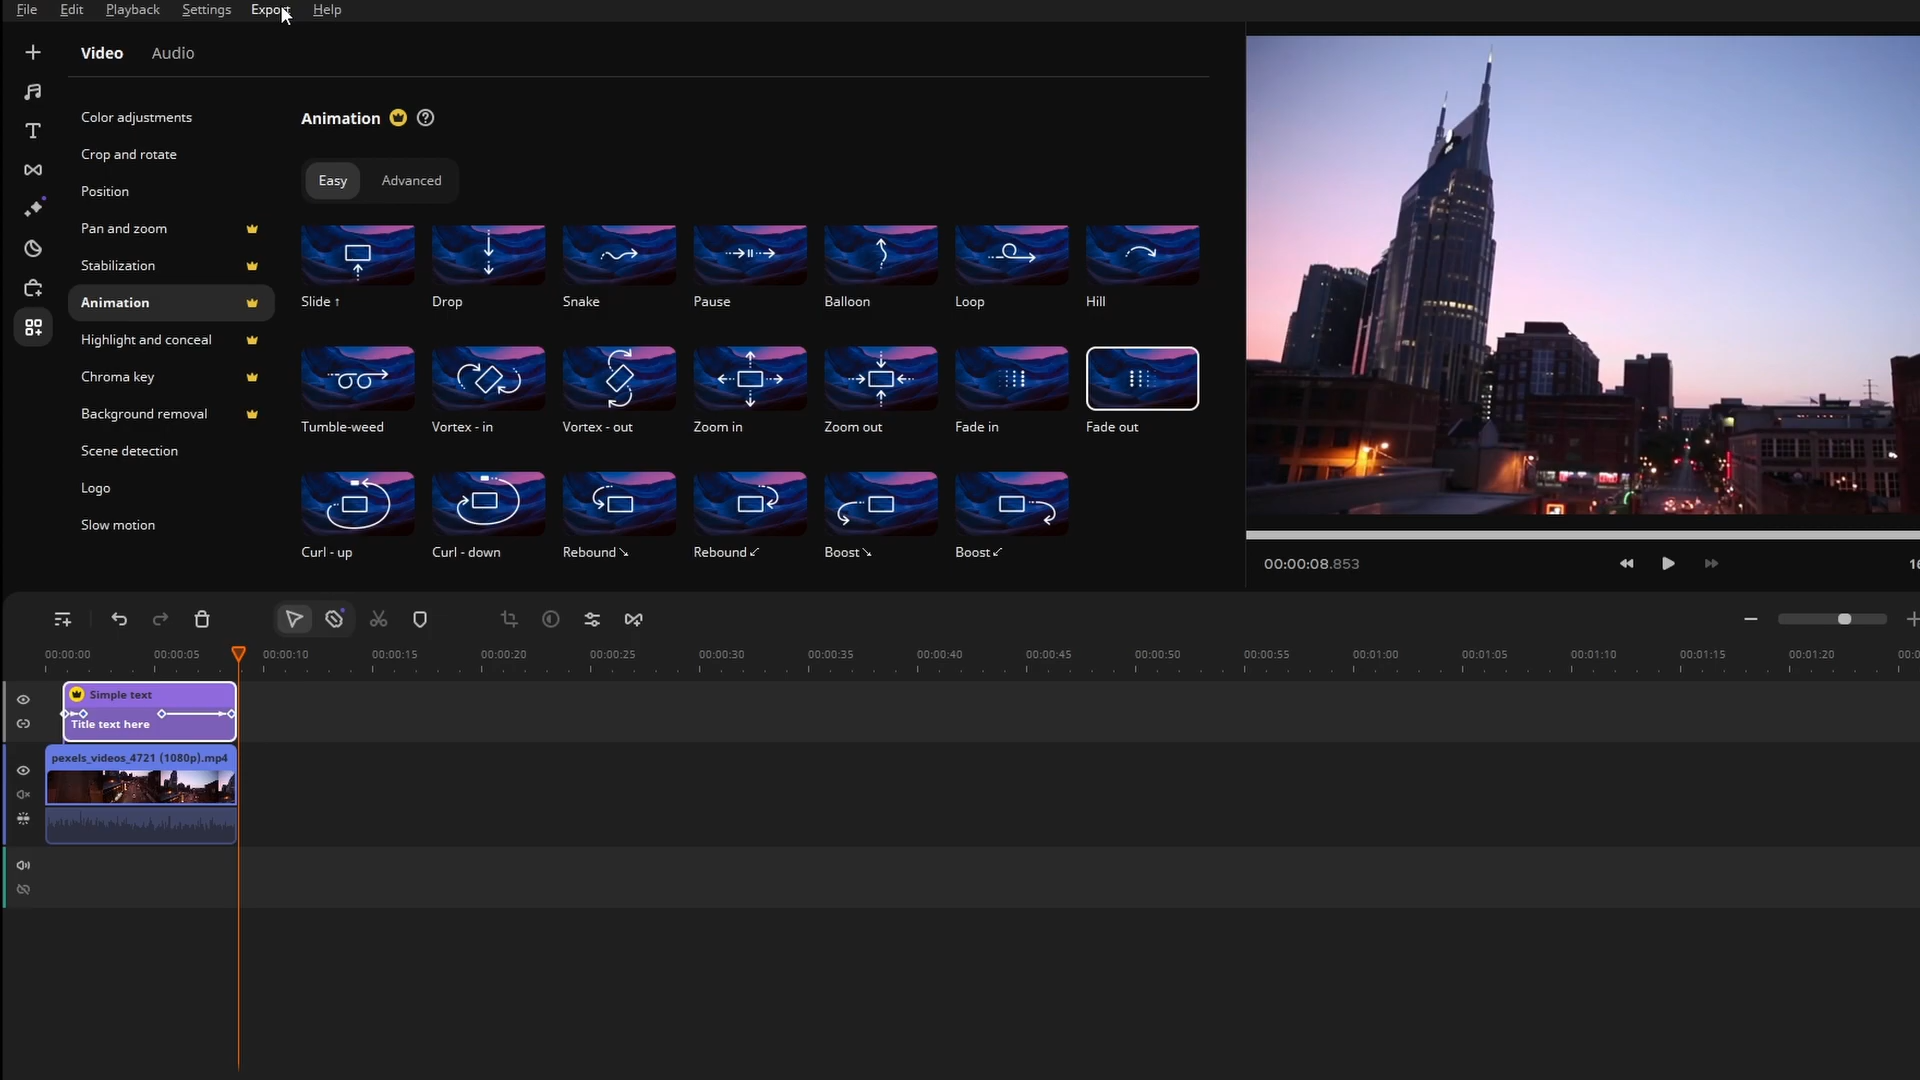 File Edit Playback Settings Export Help
Video Audio
Color adjustments
Crop and rotate
Position
Pan and zoom
Stabilization
Animation
Highlight and conceal
Chroma key
Background removal
Scene detection
Logo
Slow motion
Animation
Easy Advanced
Slide ↑ Drop Snake Pause Balloon Loop Hill
Tumble-weed Vortex - in Vortex - out Zoom in Zoom out Fade in Fade out
Curl - up Curl - down Rebound↘ Rebound↙ Boost↘ Boost↙
00:00:08.853
00:00:00 00:00:05 00:00:10 00:00:15 00:00:20 00:00:25 00:00:30 00:00:35 00:00:40 00:00:45 00:00:50 00:00:55 00:01:00 00:01:05 00:01:10 00:01:15 00:01:20
Simple text
Title text here
pexels_videos_4721 (1080p).mp4